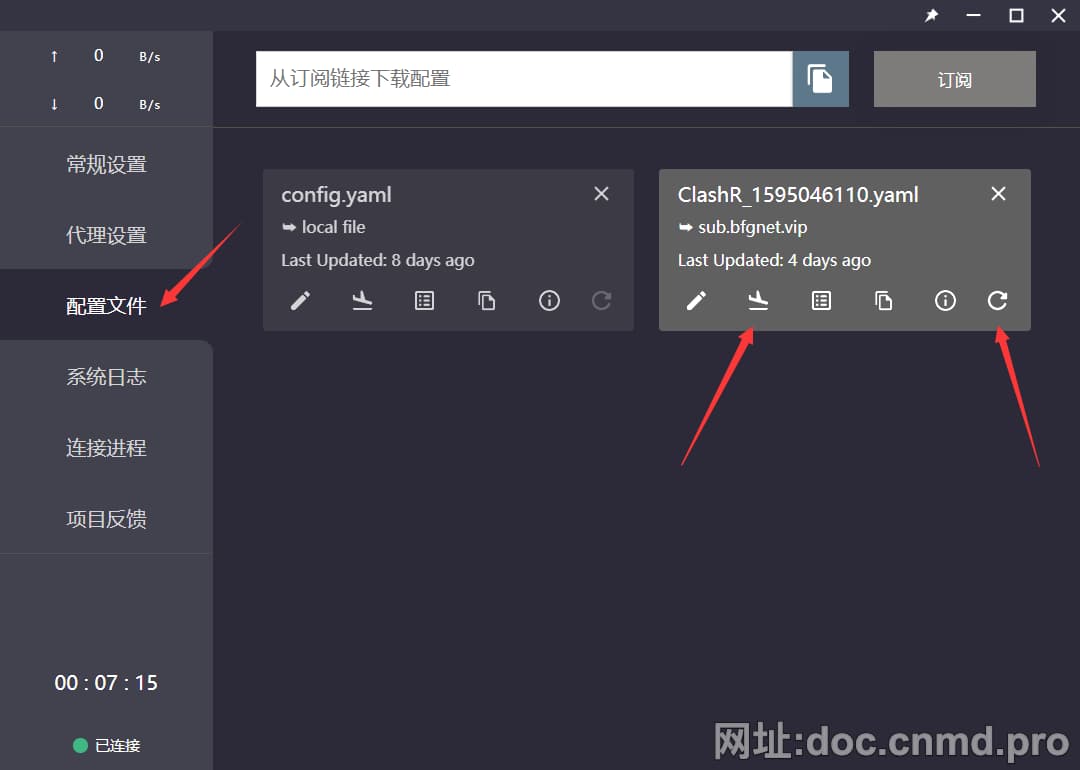 ↑ 0 B/s
↓ 0 B/s
从订阅链接下载配置
订阅
常规设置
代理设置
配置文件
系统日志
连接进程
项目反馈
config.yaml
local file
Last Updated: 8 days ago
ClashR_1595046110.yaml
sub.bfgnet.vip
Last Updated: 4 days ago
00 : 07 : 15
已连接
网址:doc.cnmd.pro